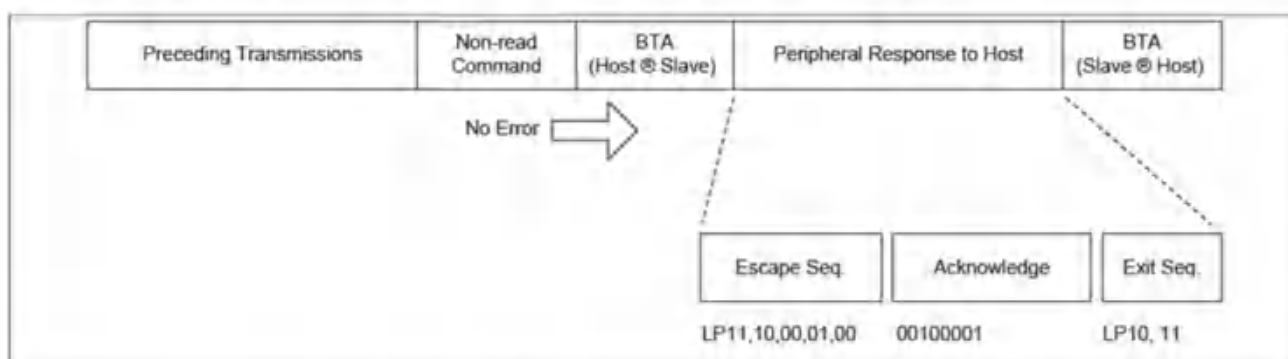 Preceding Transmissions
Non-read
Command
BTA
(Host ® Slave)
Peripheral Response to Host
BTA
(Slave ® Host)
No Error
Escape Seq.
Acknowledge
Exit Seq.
LP11,10,00,01,00
00100001
LP10, 11